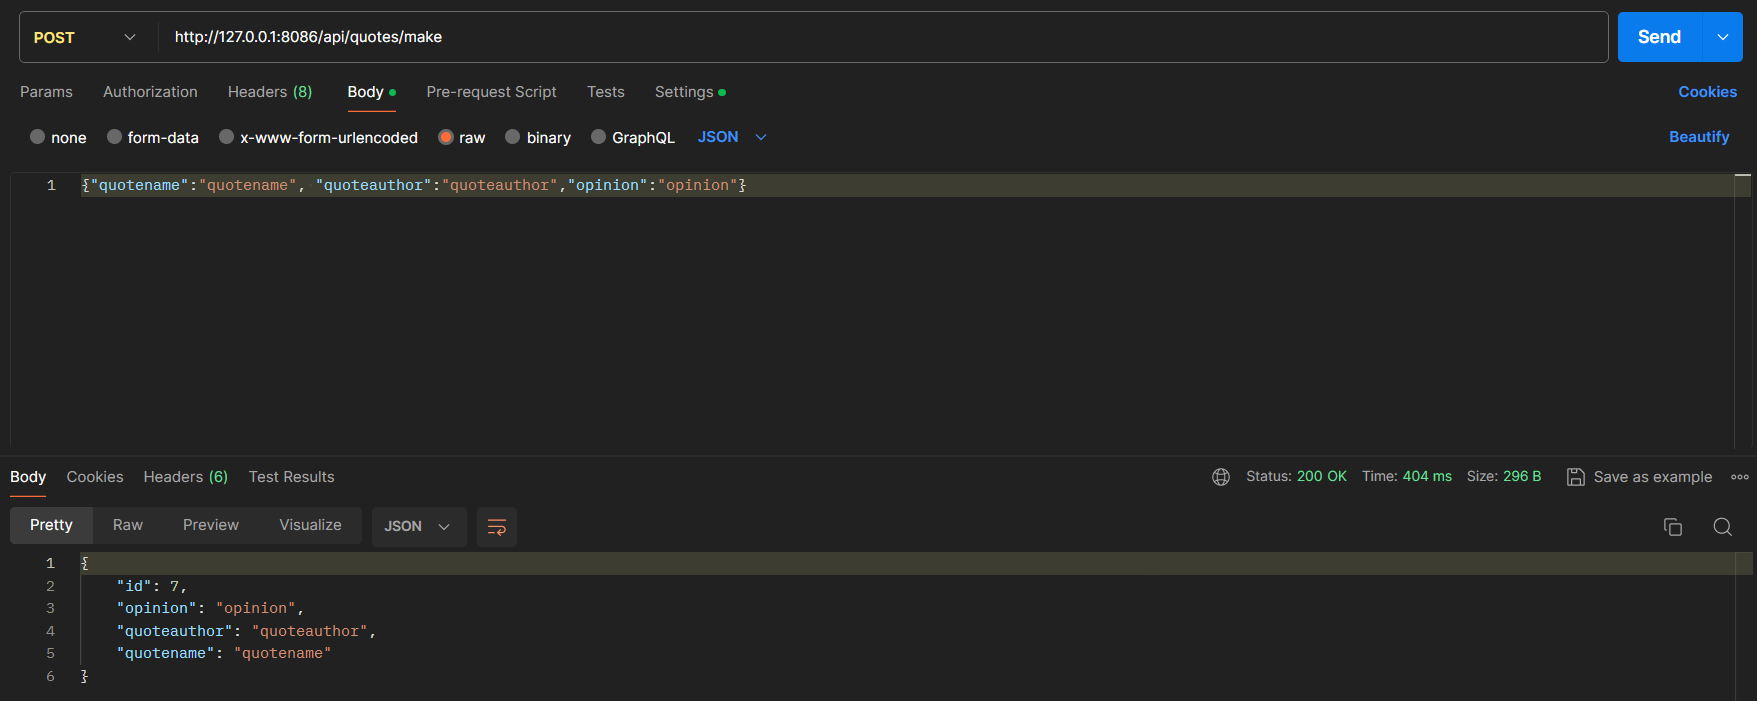 POST http://127.0.0.1:8086/api/quotes/make Send
Params Authorization Headers (8) Body Pre-request Script Tests Settings Cookies
none form-data x-www-form-urlencoded raw binary GraphQL JSON Beautify
1 {"quotename":"quotename", "quoteauthor":"quoteauthor","opinion":"opinion"}
Body Cookies Headers (6) Test Results Status: 200 OK Time: 404 ms Size: 296 B Save as example
Pretty Raw Preview Visualize JSON
1 {
2 "id": 7,
3 "opinion": "opinion",
4 "quoteauthor": "quoteauthor",
5 "quotename": "quotename"
6 }